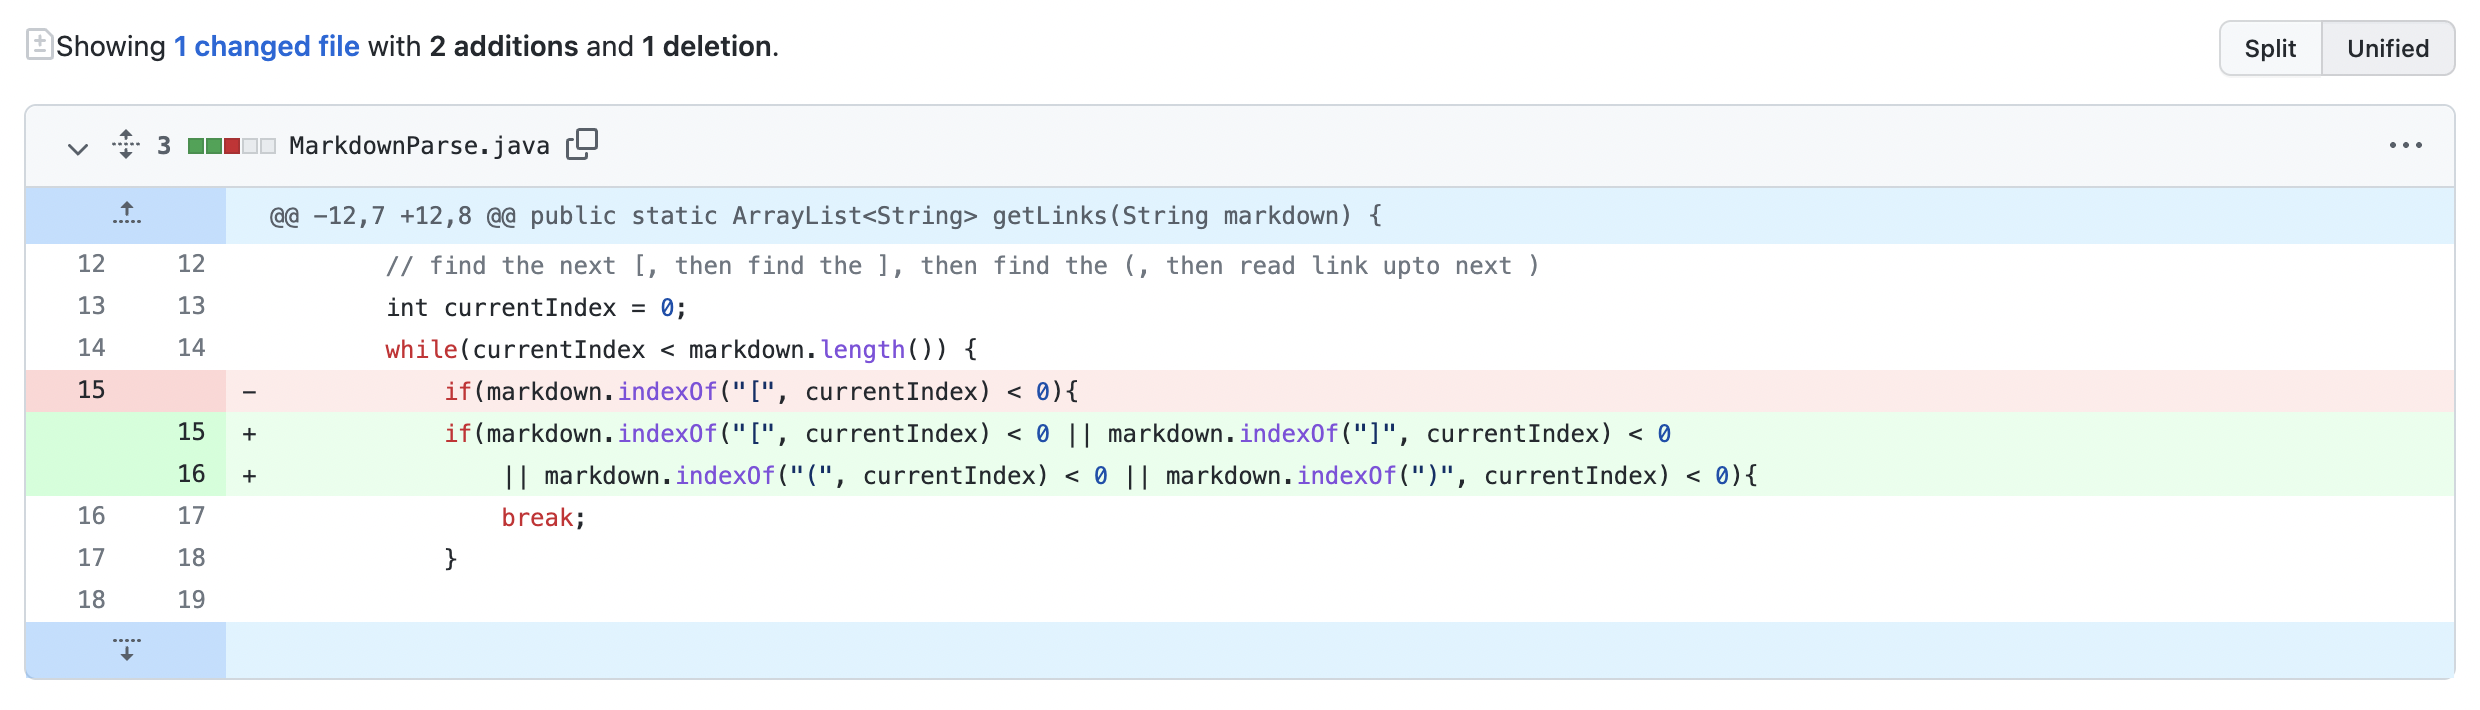 Showing 1 changed file with 2 additions and 1 deletion.
Split Unified
3 MarkdownParse.java
@@ -12,7 +12,8 @@ public static ArrayList<String> getLinks(String markdown) {
12 12 // find the next [, then find the ], then find the (, then read link upto next )
13 13 int currentIndex = 0;
14 14 while(currentIndex < markdown.length()) {
15 - if(markdown.indexOf("[", currentIndex) < 0){
15 + if(markdown.indexOf("[", currentIndex) < 0 || markdown.indexOf("]", currentIndex) < 0
16 + || markdown.indexOf("(", currentIndex) < 0 || markdown.indexOf(")", currentIndex) < 0){
16 17 break;
17 18 }
18 19